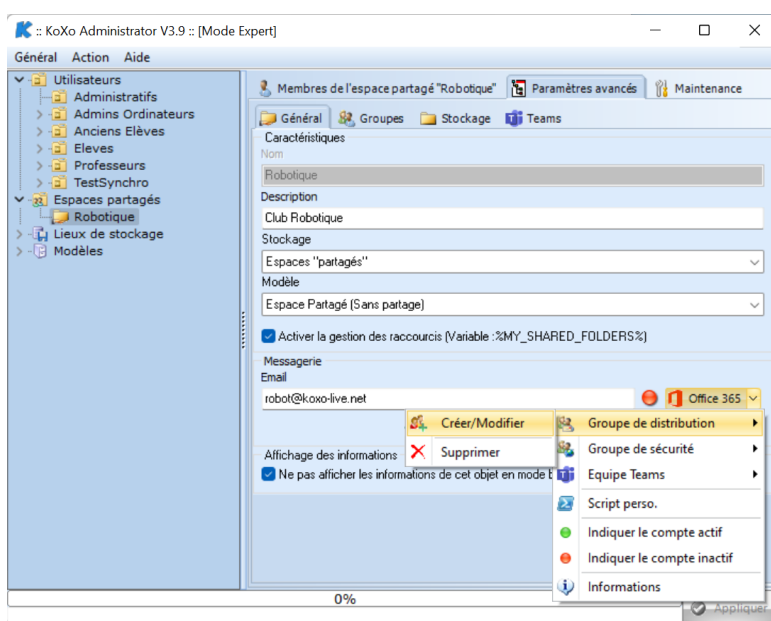 :: KoXo Administrator V3.9 :: [Mode Expert]
Général Action Aide
Utilisateurs
Administratifs
Admins Ordinateurs
Anciens Elèves
Eleves
Professeurs
TestSynchro
Espaces partagés
Robotique
Lieux de stockage
Modèles
Membres de l'espace partagé "Robotique" Paramètres avancés Maintenance
Général Groupes Stockage Teams
Caractéristiques
Nom
Robotique
Description
Club Robotique
Stockage
Espaces "partagés"
Modèle
Espace Partagé (Sans partage)
Activer la gestion des raccourcis (Variable :%MY_SHARED_FOLDERS%)
Messagerie
Email
robot@koxo-live.net Office 365
Créer/Modifier
Supprimer
Groupe de distribution
Groupe de sécurité
Equipe Teams
Script perso.
Indiquer le compte actif
Indiquer le compte inactif
Informations
Affichage des informations
Ne pas afficher les informations de cet objet en mode
0%
Appliquer